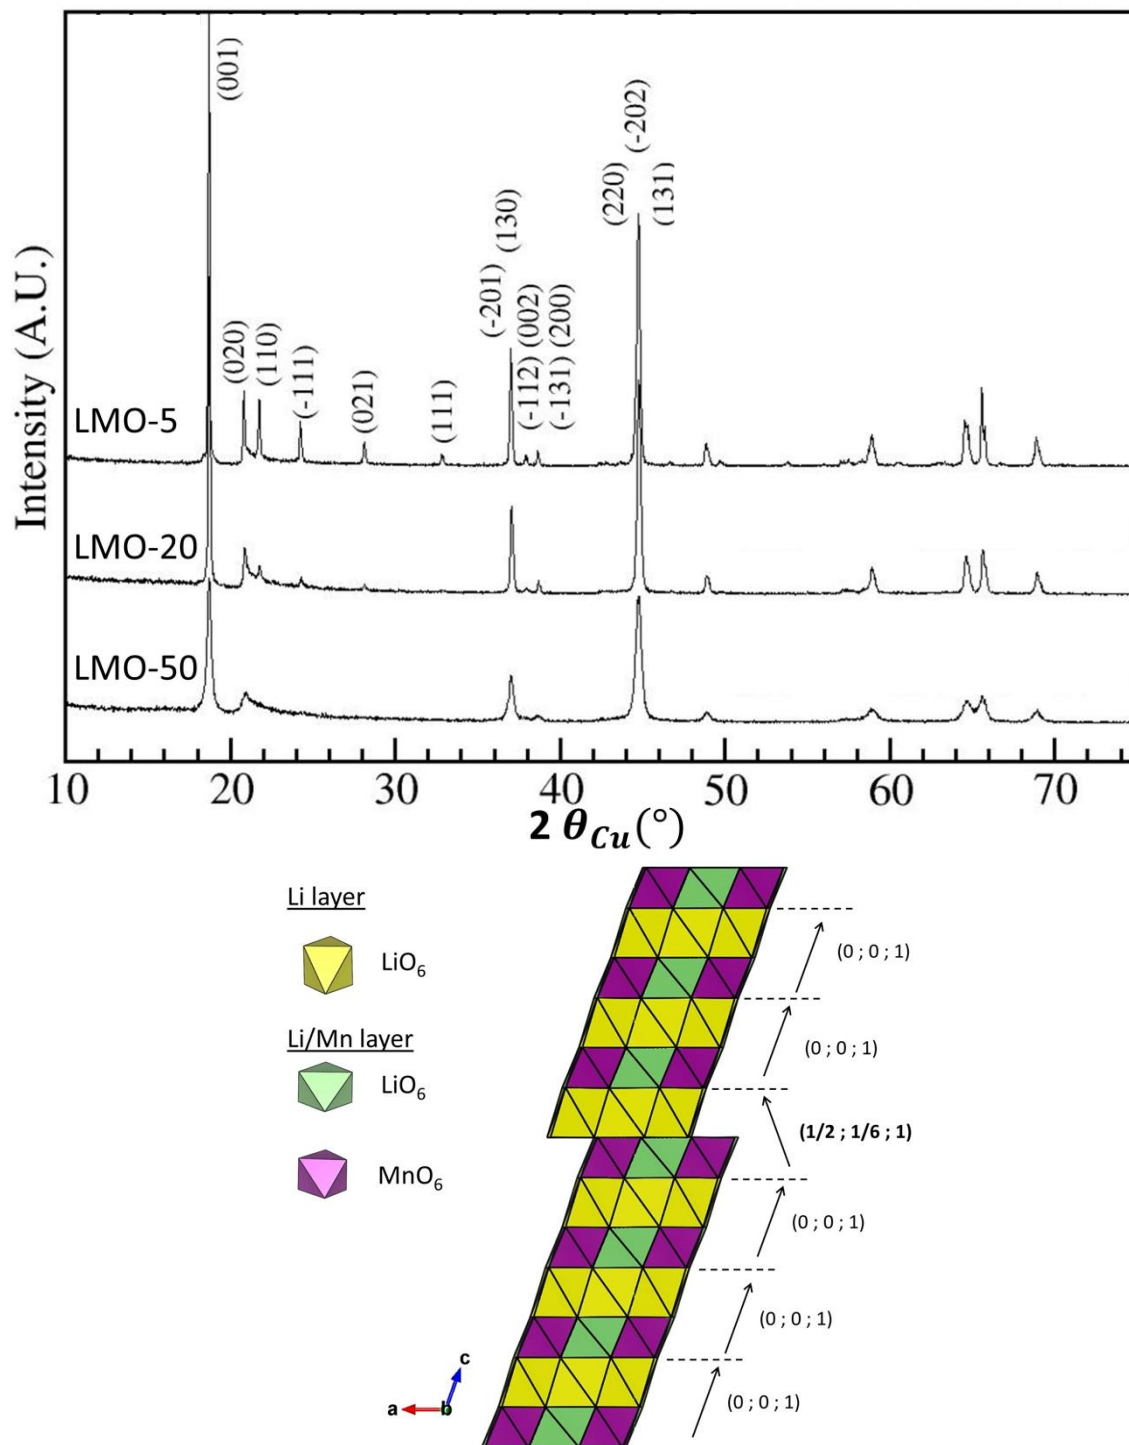 (001)
(-202)
(220) (131)
(-201) (130)
(020) (110) (-111) (021) (111) (-112) (002) (-131) (200)
Intensity (A.U.)
LMO-5
LMO-20
LMO-50
10 20 30 40 50 60 70
2 θCu(°)
Li layer
LiO6
Li/Mn layer
LiO6
MnO6
(0 ; 0 ; 1)
(0 ; 0 ; 1)
(1/2 ; 1/6 ; 1)
(0 ; 0 ; 1)
(0 ; 0 ; 1)
(0 ; 0 ; 1)
c
a b